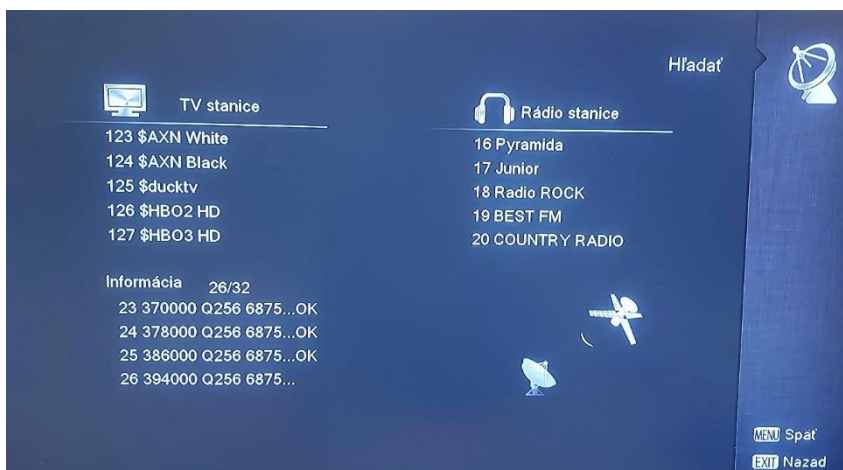 Hľadať
TV stanice
123 $AXN White
124 $AXN Black
125 $ducktv
126 $HBO2 HD
127 $HBO3 HD
Rádio stanice
16 Pyramida
17 Junior
18 Radio ROCK
19 BEST FM
20 COUNTRY RADIO
Informácia 26/32
23 370000 Q256 6875...OK
24 378000 Q256 6875...OK
25 386000 Q256 6875...OK
26 394000 Q256 6875...
MENU Späť
EXIT Nazad